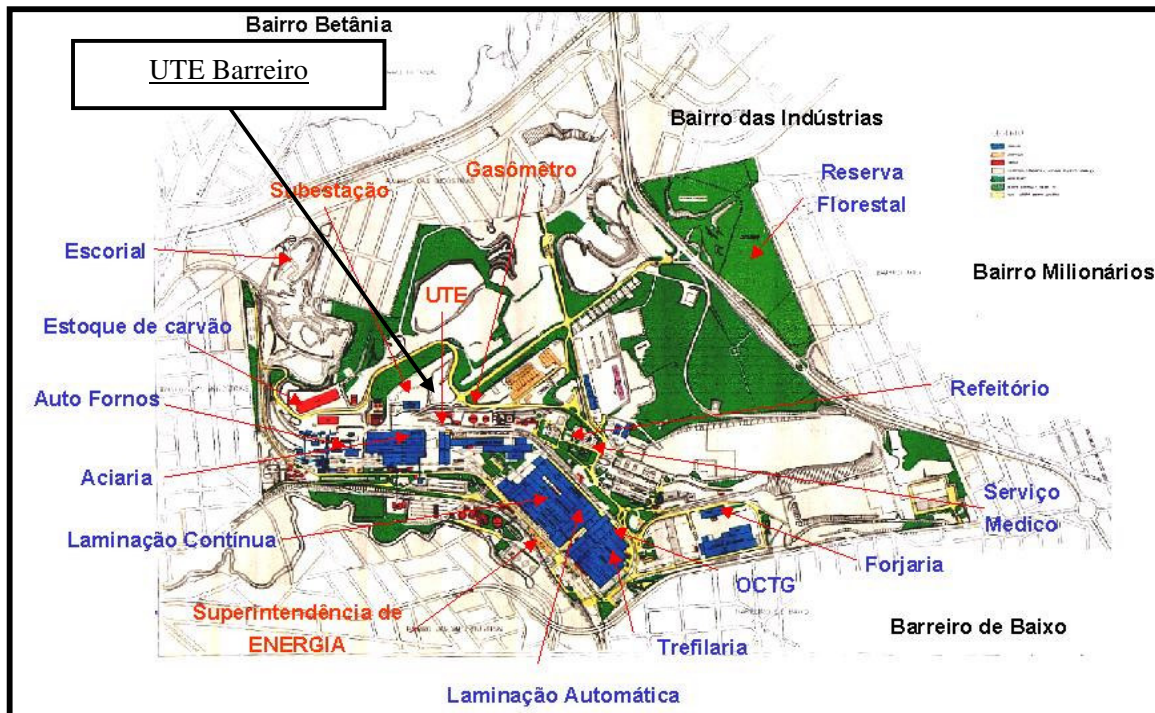 Bairro Betânia
UTE Barreiro
Bairro das Indústrias
Subestação
Gasômetro
Reserva
Florestal
Escorial
Bairro Milionários
UTE
Estoque de carvão
Auto Fornos
Refeitório
Aciaria
Serviço
Medico
Laminação Contínua
Forjaria
OCTG
Superintendência de
ENERGIA
Barreiro de Baixo
Trefilaria
Laminação Automática